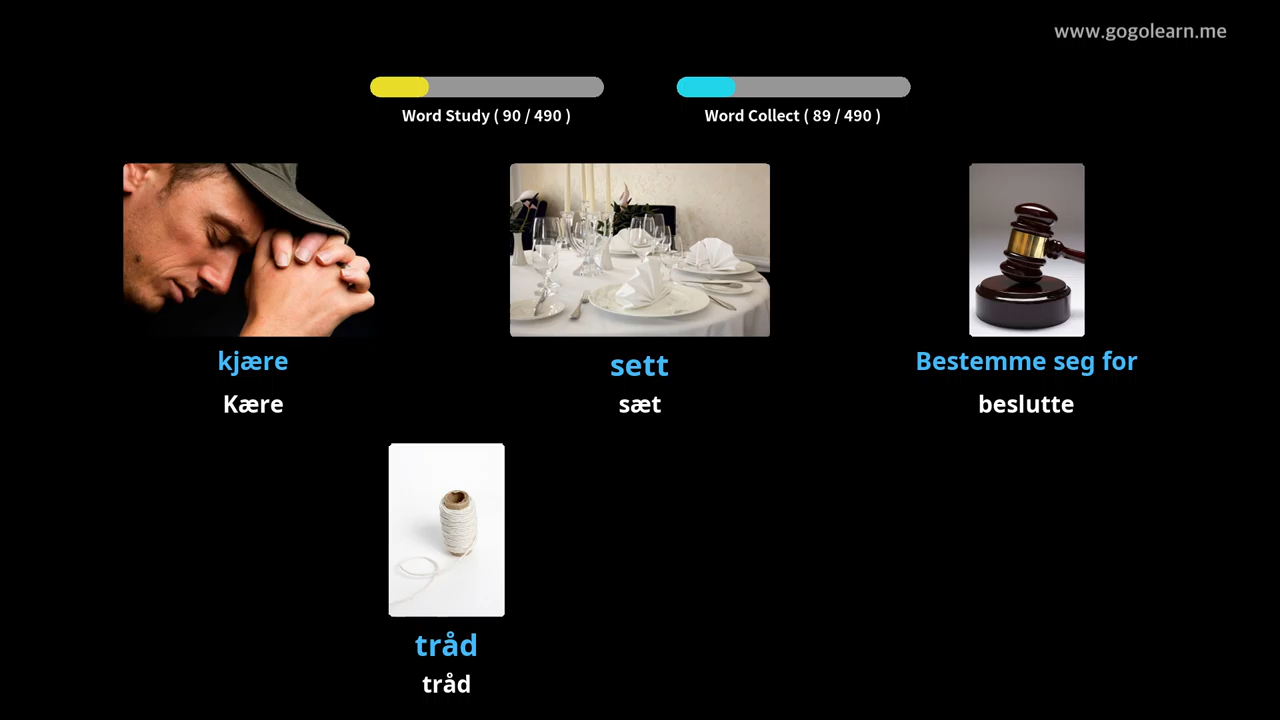 www.gogolearn.me
Word Study ( 90 / 490 )
Word Collect ( 89 / 490 )
kjære
Kære
sett
sæt
Bestemme seg for
beslutte
tråd
tråd